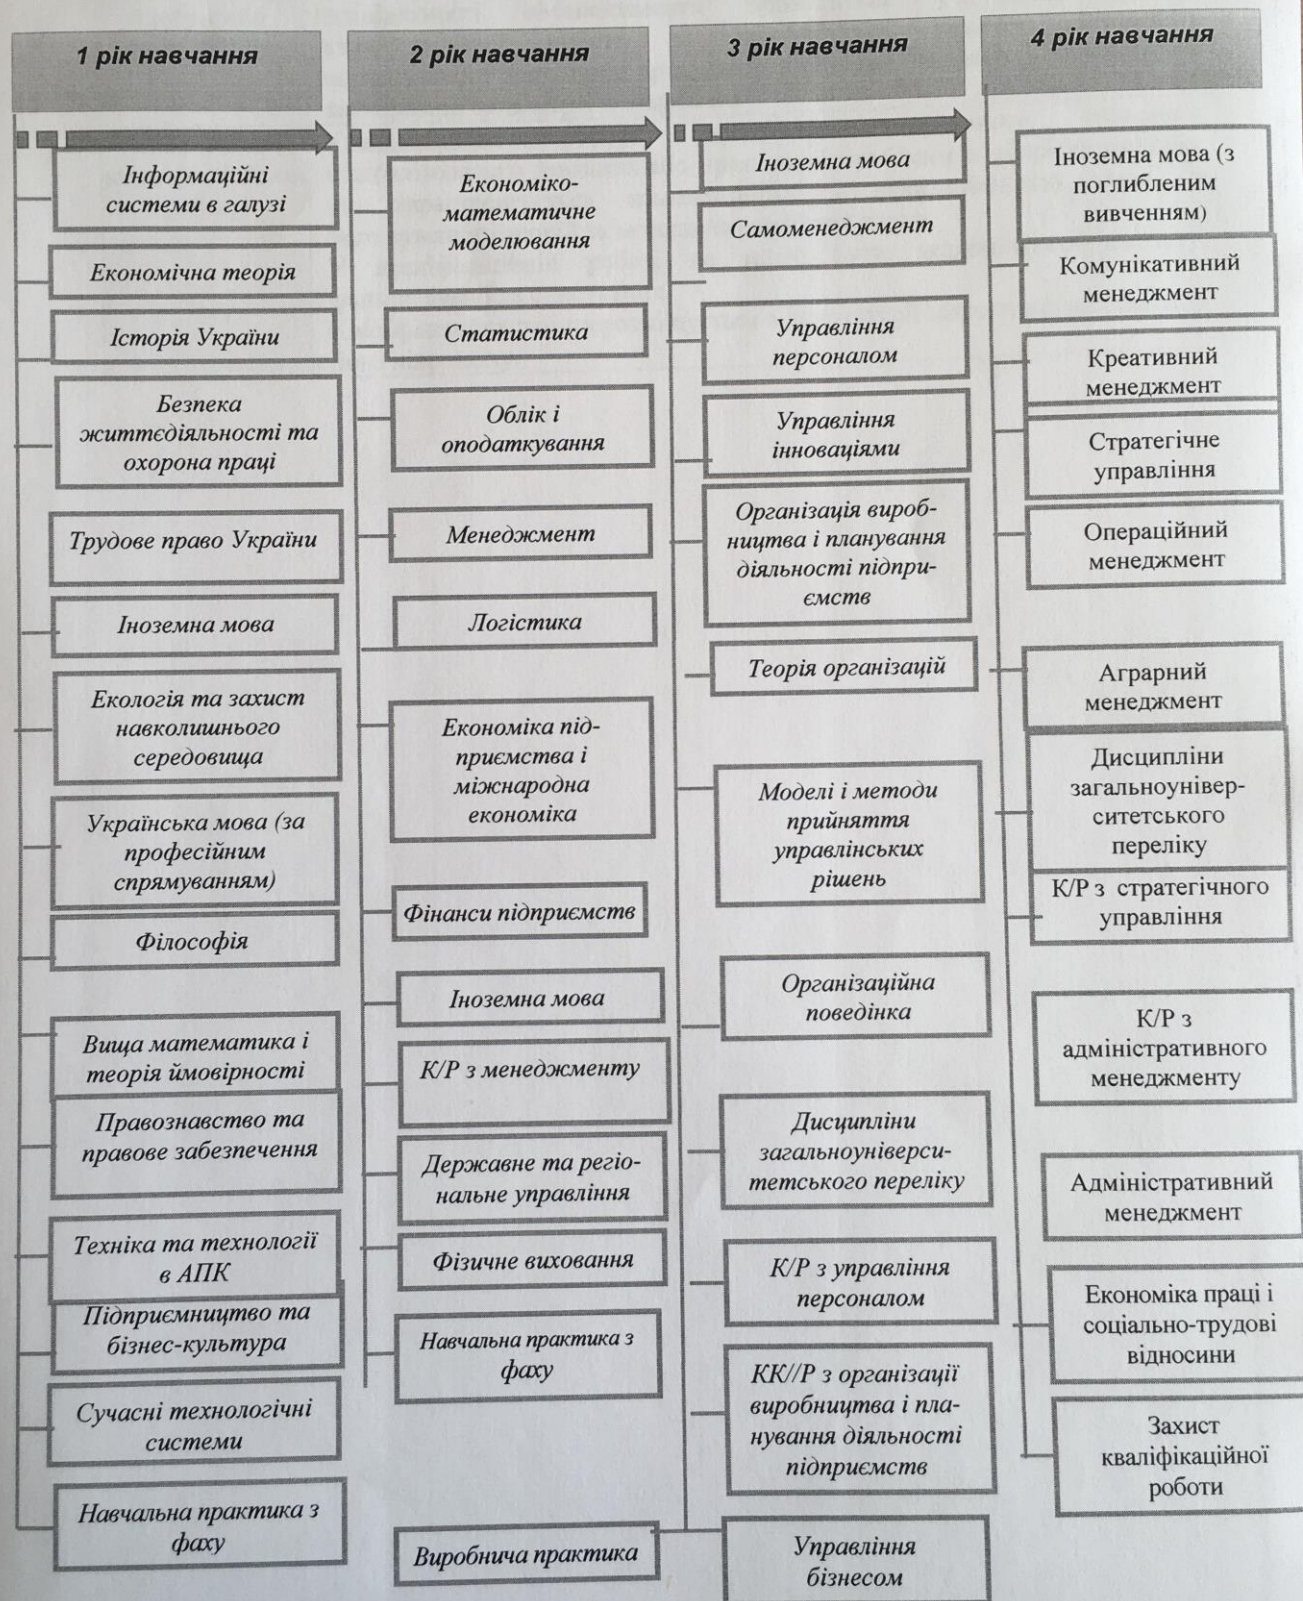 1 рік навчання
Інформаційні
системи в галузі
Економічна теорія
Історія України
Безпека
життєдіяльності та
охорона праці
Трудове право України
Іноземна мова
Екологія та захист
навколишнього
середовища
Українська мова (за
професійним
спрямуванням)
Філософія
Вища математика і
теорія ймовірності
Правознавство та
правове забезпечення
Техніка та технології
в АПК
Підприємництво та
бізнес-культура
Сучасні технологічні
системи
Навчальна практика з
фаху
2 рік навчання
Економіко-
математичне
моделювання
Статистика
Облік і
оподаткування
Менеджмент
Логістика
Економіка під-
приємства і
міжнародна
економіка
Фінанси підприємств
Іноземна мова
К/Р з менеджменту
Державне та регіо-
нальне управління
Фізичне виховання
Навчальна практика з
фаху
Виробнича практика
3 рік навчання
Іноземна мова
Самоменеджмент
Управління
персоналом
Управління
інноваціями
Організація вироб-
ництва і планування
діяльності підпри-
ємств
Теорія організацій
Моделі і методи
прийняття
управлінських
рішень
Організаційна
поведінка
Дисципліни
загальноуніверси-
тетського переліку
К/Р з управління
персоналом
КК//Р з організації
виробництва і пла-
нування діяльності
підприємств
Управління
бізнесом
4 рік навчання
Іноземна мова (з
поглибленим
вивченням)
Комунікативний
менеджмент
Креативний
менеджмент
Стратегічне
управління
Операційний
менеджмент
Аграрний
менеджмент
Дисципліни
загальноунівер-
ситетського
переліку
К/Р з стратегічного
управління
К/Р з
адміністративного
менеджменту
Адміністративний
менеджмент
Економіка праці і
соціально-трудові
відносини
Захист
кваліфікаційної
роботи